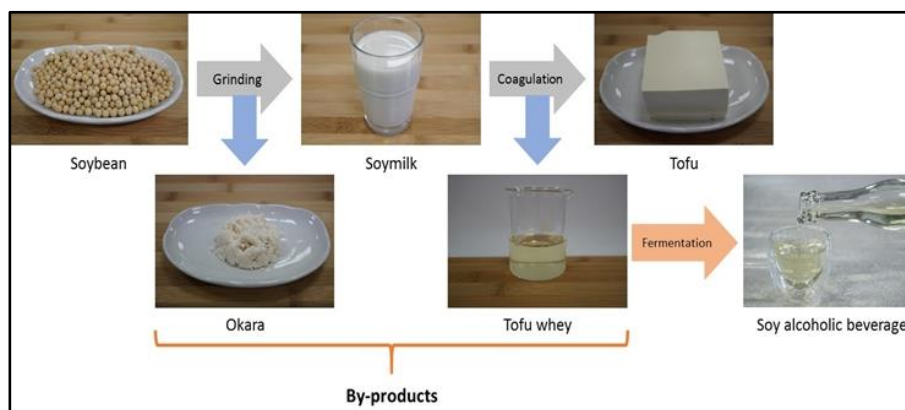 Grinding
Coagulation
Soybean
Soymilk
Tofu
Fermentation
Okara
Tofu whey
Soy alcoholic beverage
By-products